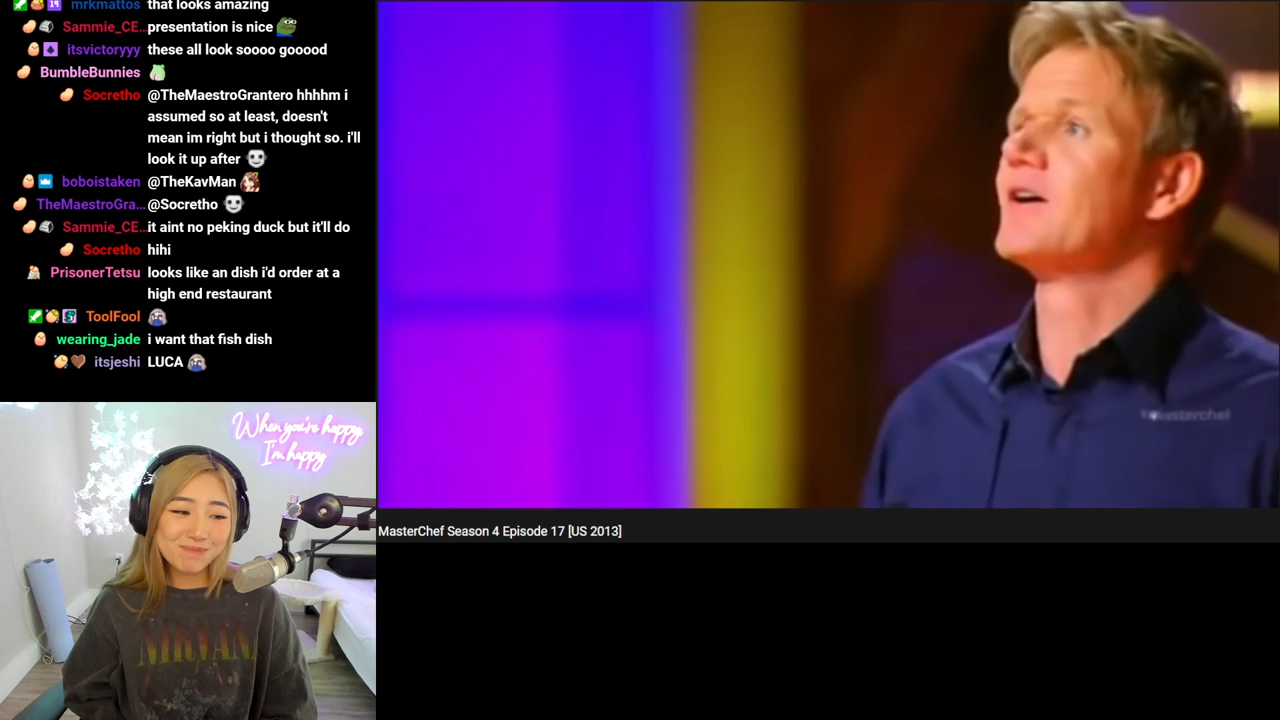 mrkmattos that looks amazing
Sammie_CE... presentation is nice
itsvictoryyy these all look soooo gooood
BumbleBunnies
Socretho @TheMaestroGrantero hhhhm i
assumed so at least, doesn't
mean im right but i thought so. i'll
look it up after
boboistaken @TheKavMan
TheMaestroGra... @Socretho
Sammie_CE... it aint no peking duck but it'll do
Socretho hihi
PrisonerTetsu looks like an dish i'd order at a
high end restaurant
ToolFool
wearing_jade i want that fish dish
itsjeshi LUCA
When you're happy,
I'm happy
NIRVAN
masterchef
MasterChef Season 4 Episode 17 [US 2013]